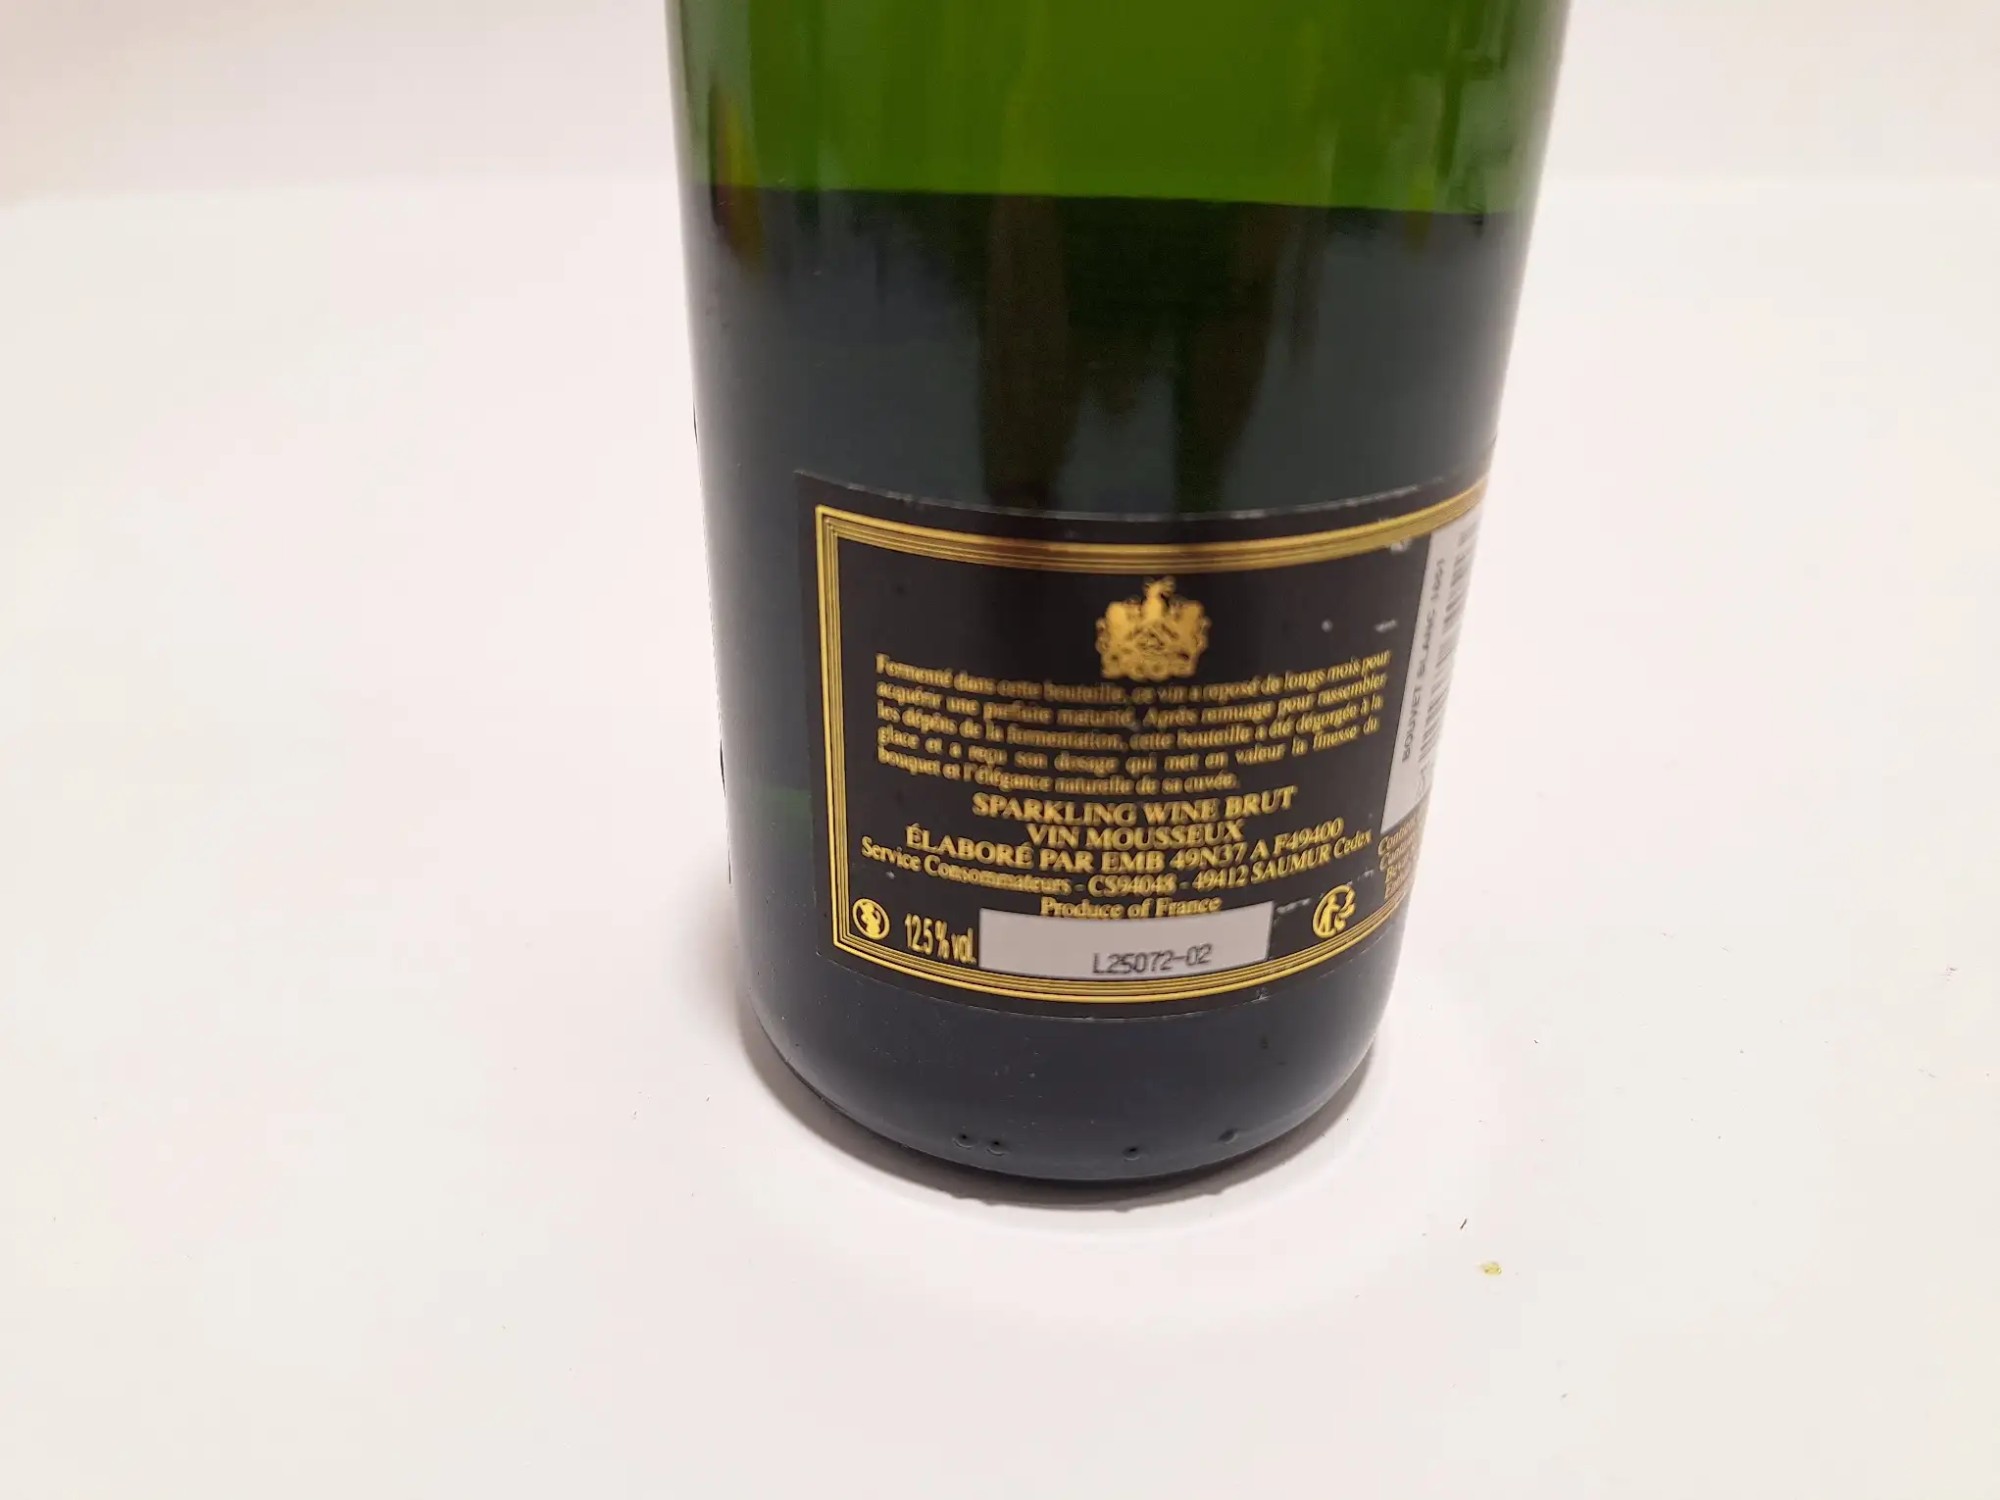 Fermenté dans cette bouteille, ce vin a reposé de longs mois pour
acquérir une parfaite maturité. Après remuage pour rassembler
les dépôts de la fermentation, cette bouteille a été dégorgée à la
glace et a reçu son dosage qui met en valeur la finesse du
bouquet et l'élégance naturelle de sa cuvée.
SPARKLING WINE BRUT
VIN MOUSSEUX
ÉLABORÉ PAR EMB 49N37 A F49400
Service Consommateurs - CS94048 - 49412 SAUMUR Cedex
Produce of France
12.5 % vol.
L25072-02
BOUVET BLANC